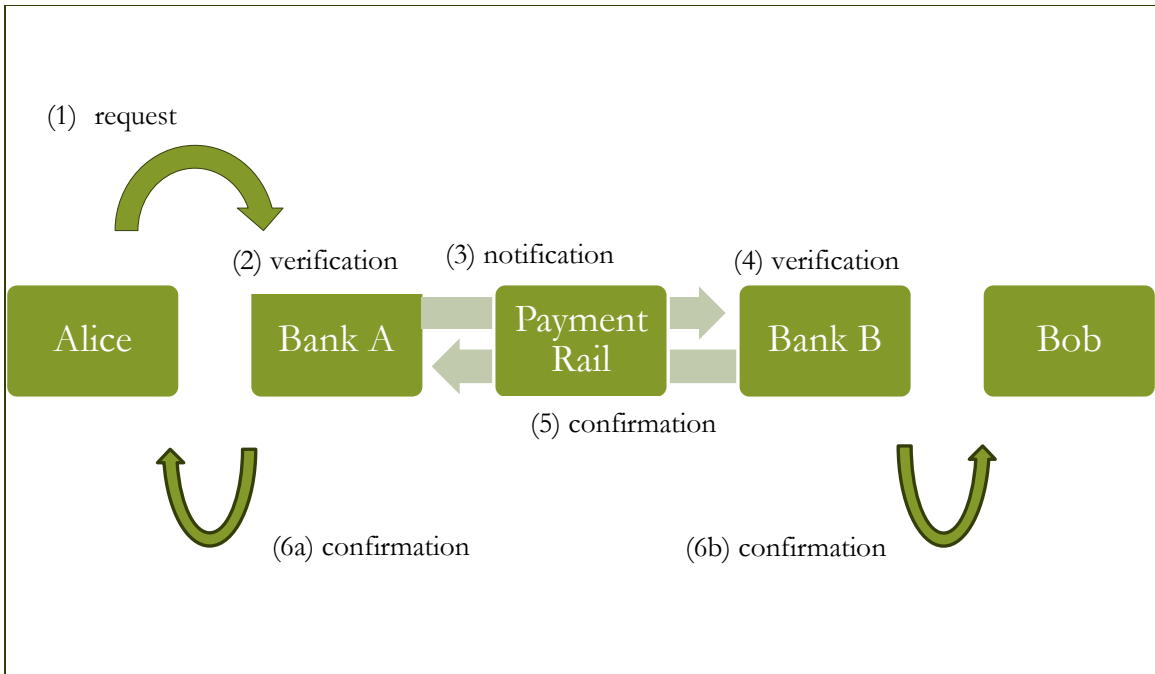 (1) request
(2) verification
(3) notification
(4) verification
Alice
Bank A
Payment
Rail
Bank B
Bob
(5) confirmation
(6a) confirmation
(6b) confirmation